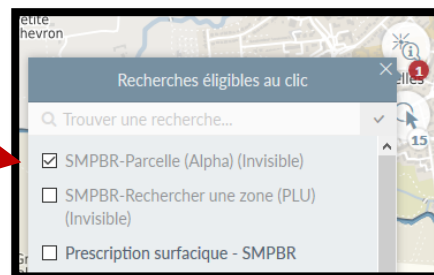 etite
hevron
Recherches éligibles au clic
Trouver une recherche...
SMPBR-Parcelle (Alpha) (Invisible)
SMPBR-Rechercher une zone (PLU)
(Invisible)
Prescription surfacique - SMPBR
1
elles
15